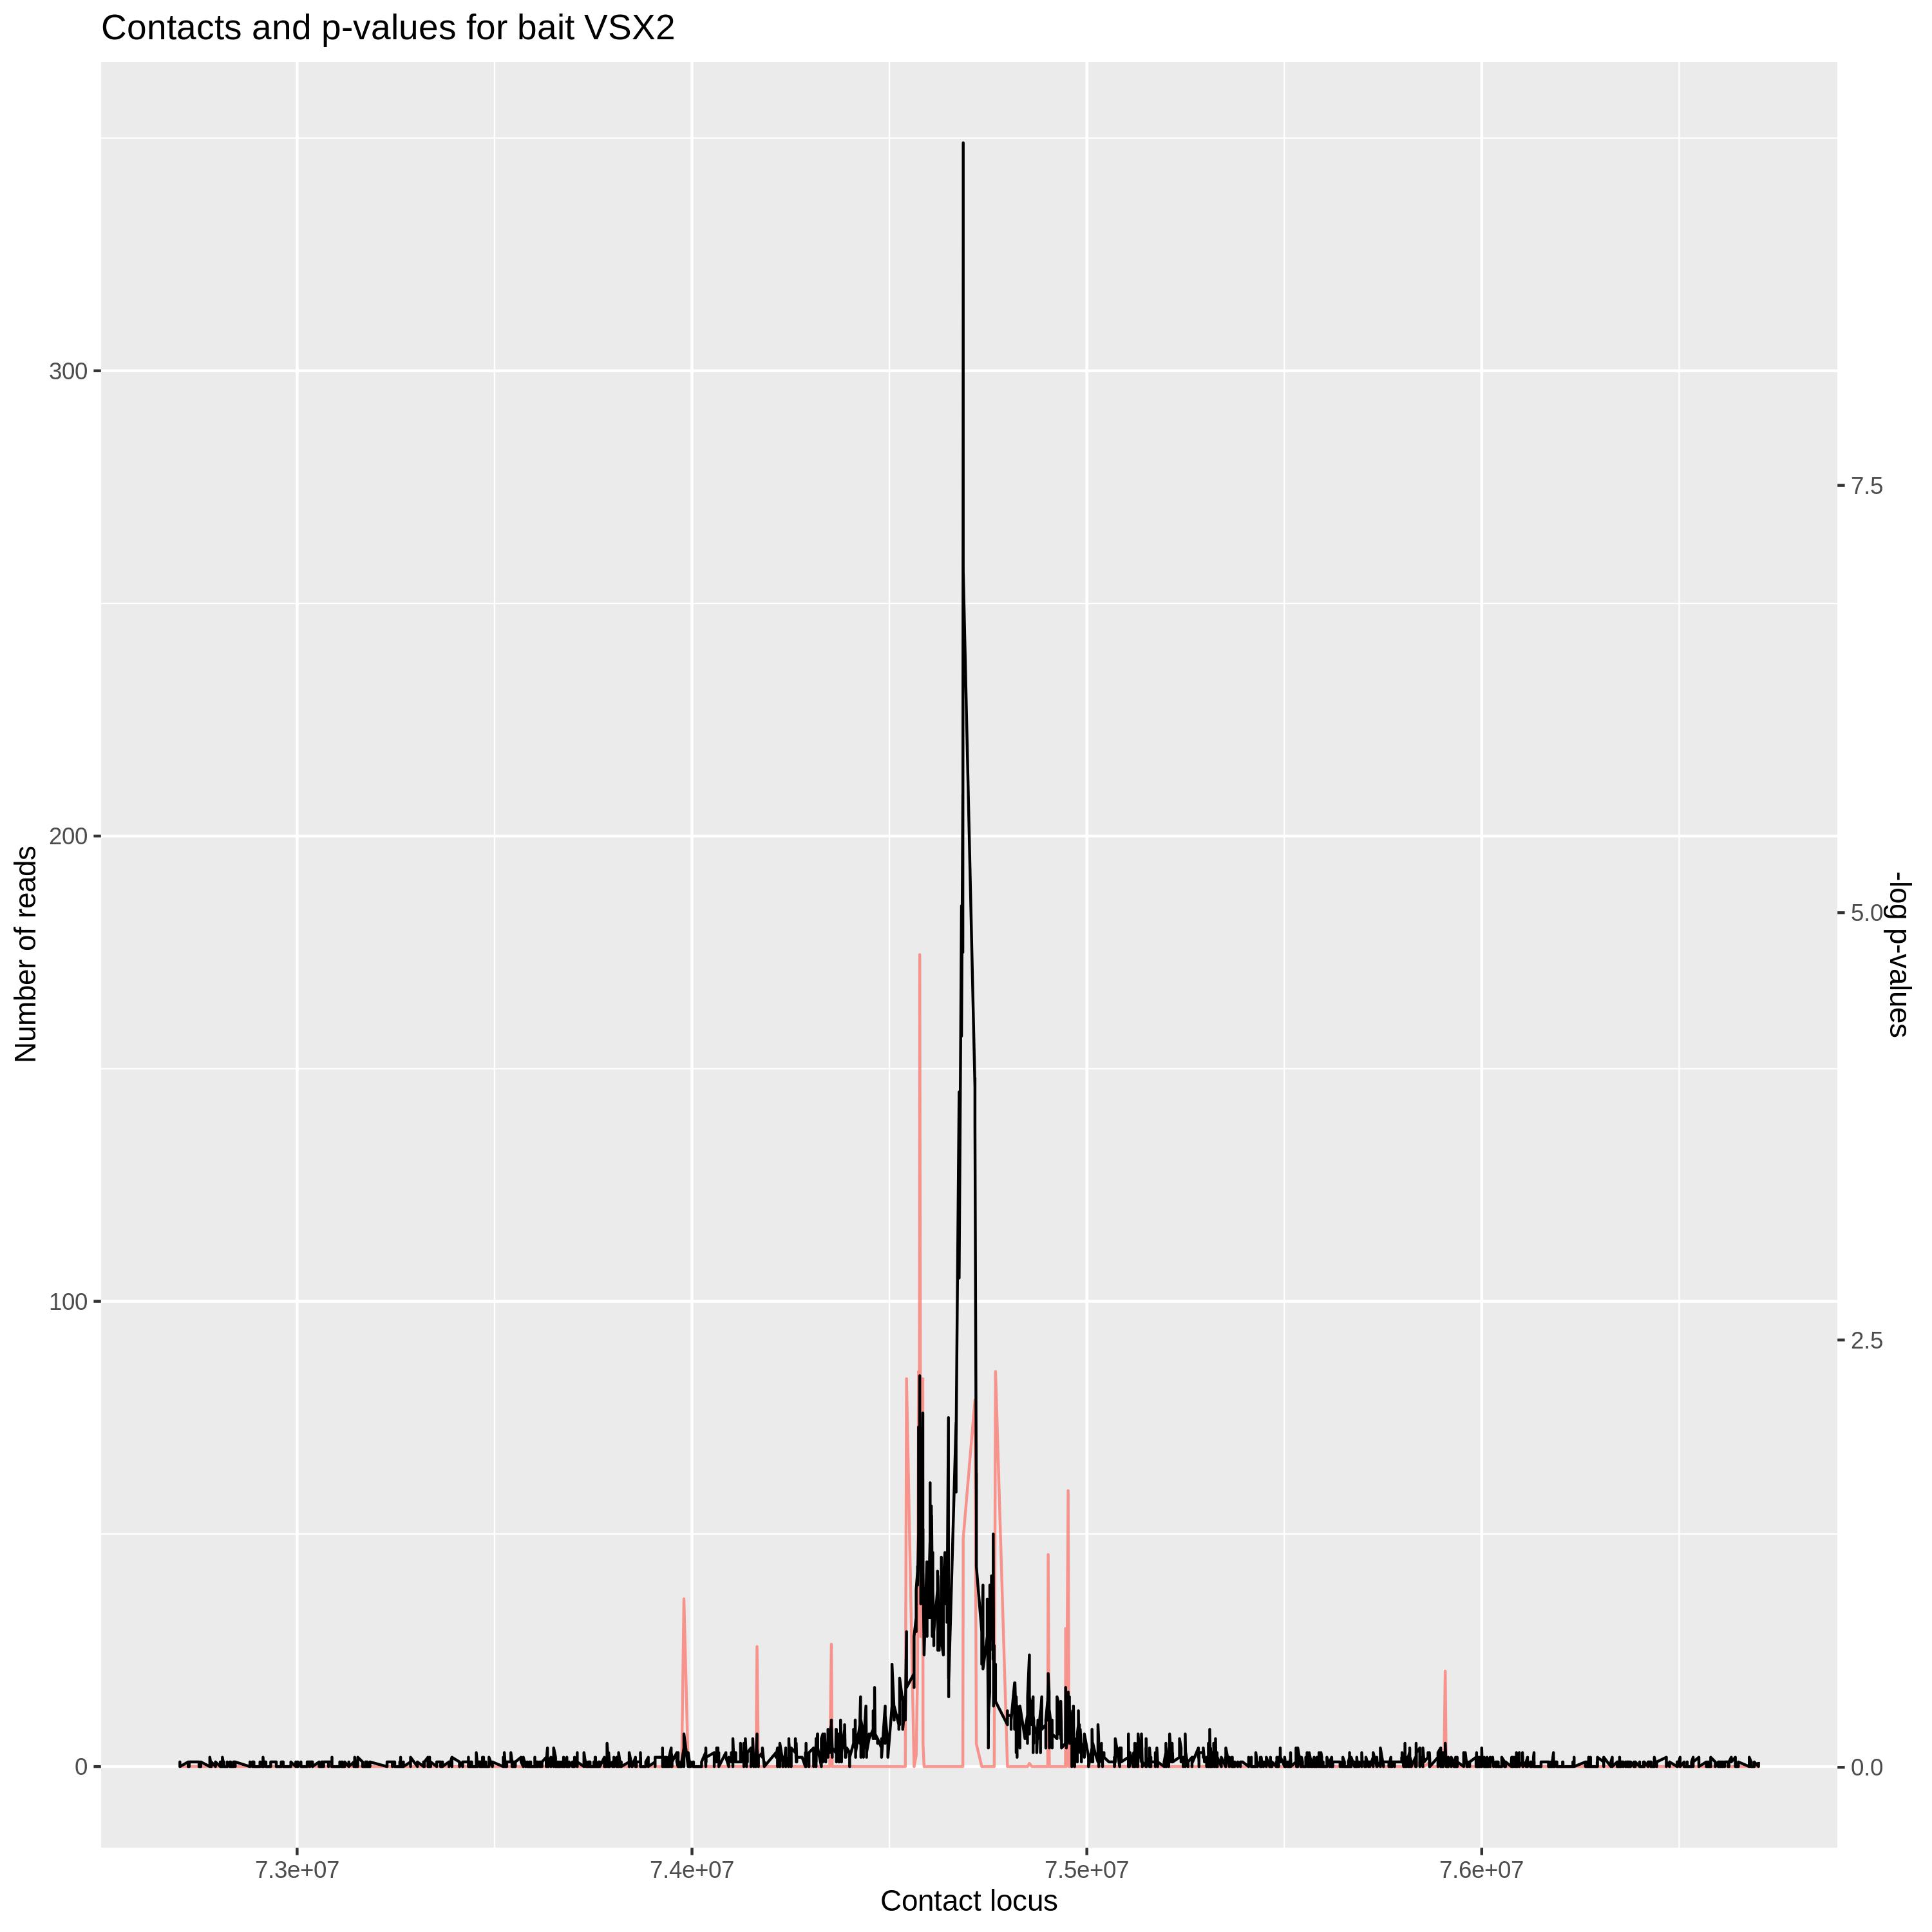 Contacts and p-values for bait VSX2
300
200
100
0
Number of reads
7.5
5.0
2.5
0.0
-log p-values
7.3e+07
7.4e+07
7.5e+07
7.6e+07
Contact locus